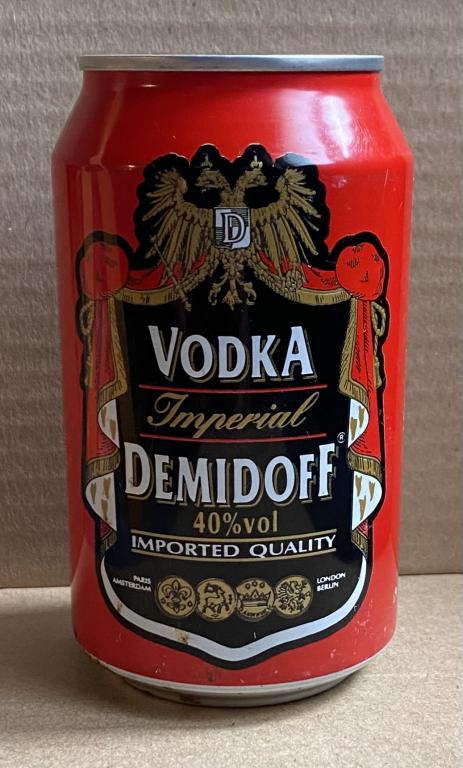 D
VODKA
Imperial
DEMIDOFF®
40%vol
IMPORTED QUALITY
PARIS
AMSTERDAM
LONDON
BERLIN